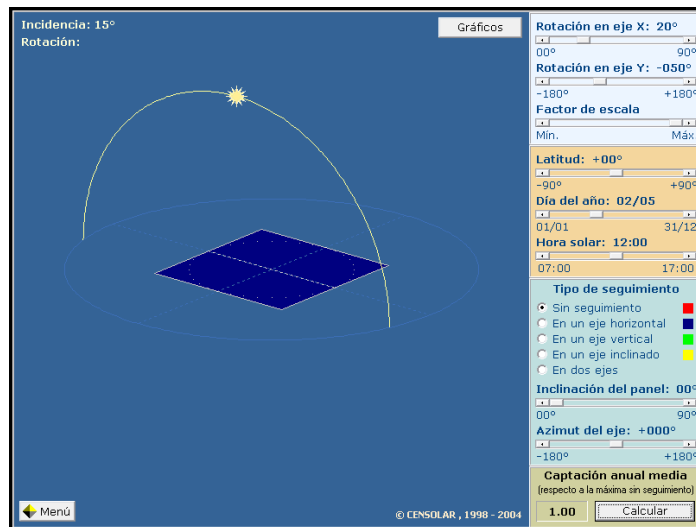 Incidencia: 15°
Rotación:
Gráficos
Rotación en eje X: 20°
00° 90°
Rotación en eje Y: -050°
-180° +180°
Factor de escala
Mín. Máx
Latitud: +00°
-90° +90°
Día del año: 02/05
01/01 31/12
Hora solar: 12:00
07:00 17:00
Tipo de seguimiento
Sin seguimiento
En un eje horizontal
En un eje vertical
En un eje inclinado
En dos ejes
Inclinación del panel: 00°
00° 90°
Azimut del eje: +000°
-180° +180°
Captación anual media
(respecto a la máxima sin seguimiento)
1.00 Calcular
Menú
© CENSOLAR, 1998 - 2004